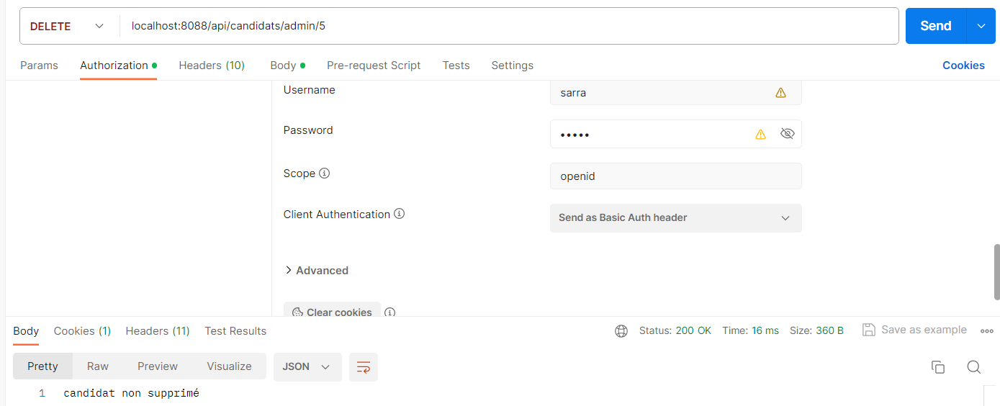 DELETE localhost:8088/api/candidats/admin/5 Send
Params Authorization Headers (10) Body Pre-request Script Tests Settings Cookies
Username sarra
Password •••••
Scope openid
Client Authentication Send as Basic Auth header
Advanced
Clear cookies
Body Cookies (1) Headers (11) Test Results Status: 200 OK Time: 16 ms Size: 360 B Save as example
Pretty Raw Preview Visualize JSON
1 candidat non supprimé